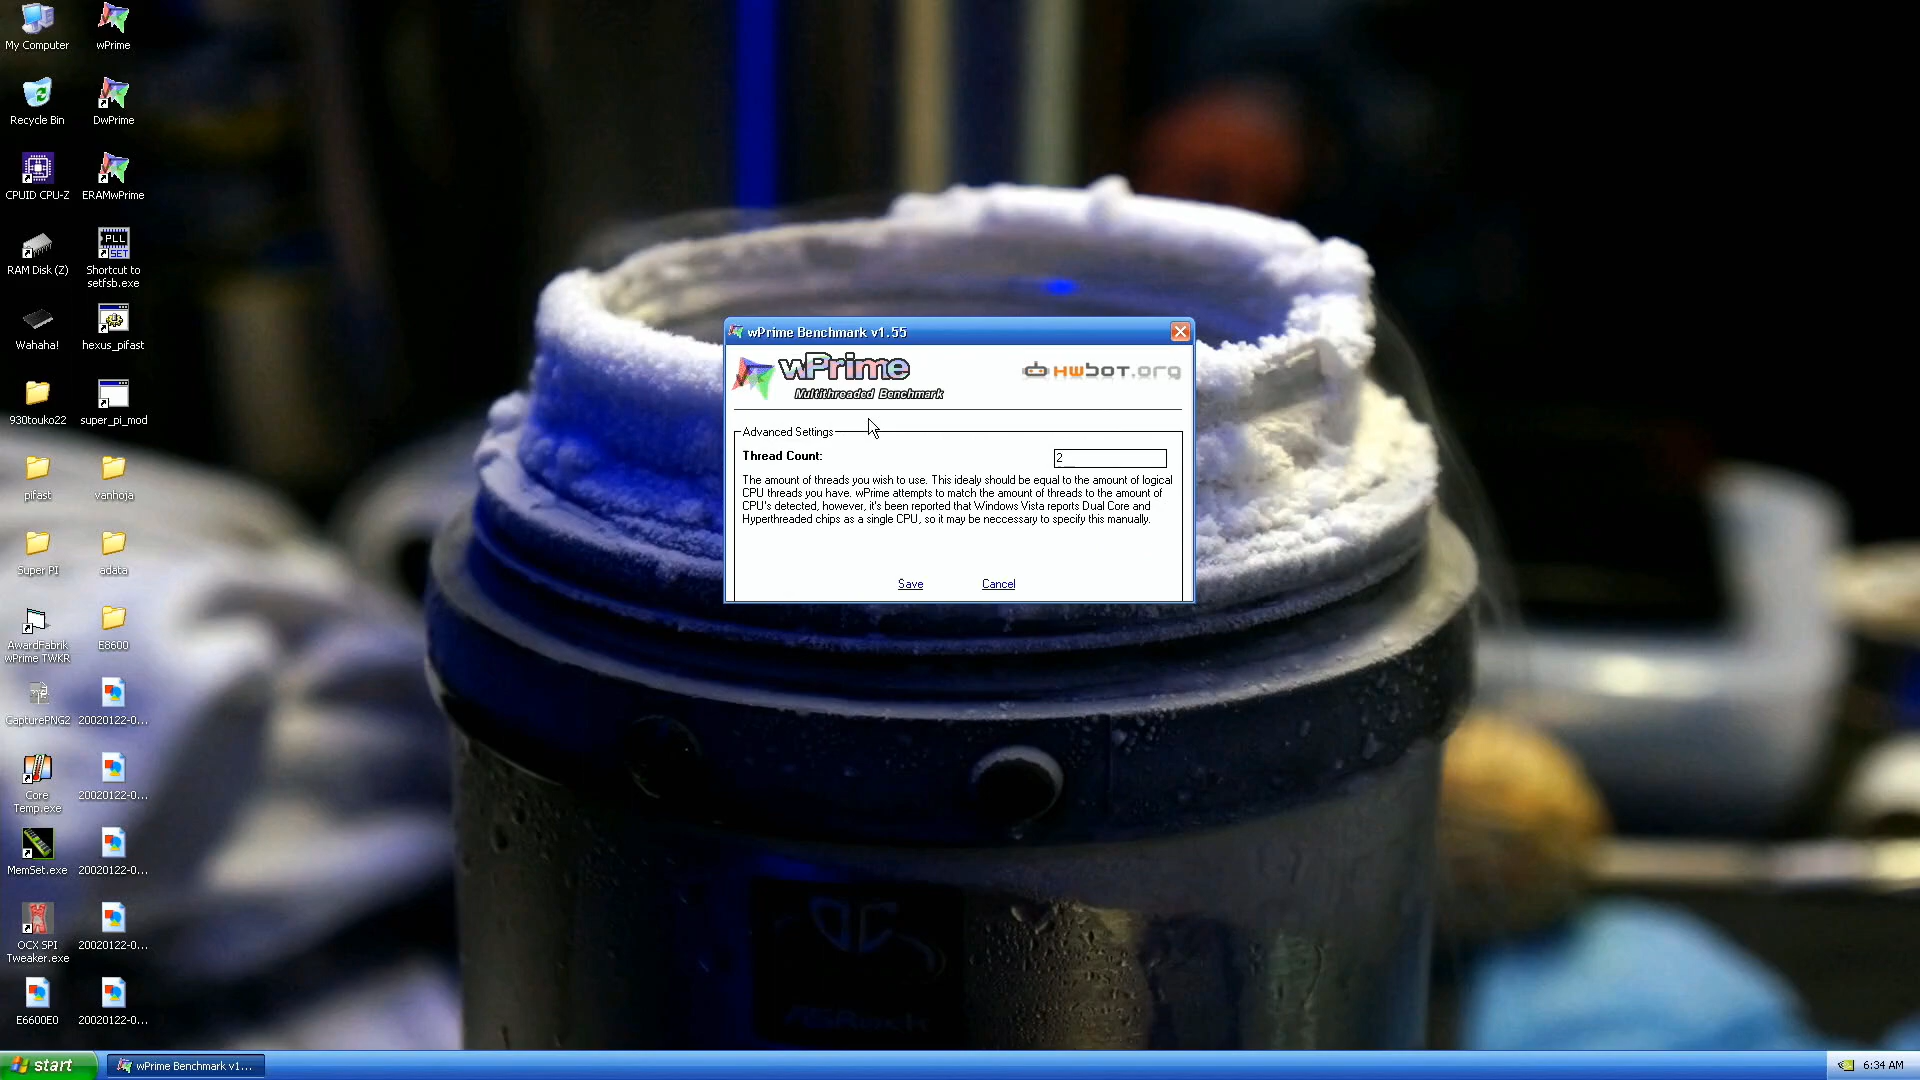 My Computer
wPrime
Recycle Bin
DwPrime
CPUID CPU-Z
ERAMwPrime
RAM Disk (Z)
PLL
SET
Shortcut to
setfsb.exe
Wahaha!
hexus_pifast
930touko22
super_pi_mod
pifast
vanhoja
Super PI
adata
AwardFabrik
wPrime TWKR
E8600
CapturePNG2
20020122-0...
Core
Temp.exe
20020122-0...
MemSet.exe
20020122-0...
OCX SPI
Tweaker.exe
20020122-0...
E6600E0
20020122-0...
wPrime Benchmark v1.55
wPrime
Multithreaded Benchmark
HWBOT.org
Advanced Settings
Thread Count:
2
The amount of threads you wish to use. This idealy should be equal to the amount of logical
CPU threads you have. wPrime attempts to match the amount of threads to the amount of
CPU's detected, however, it's been reported that Windows Vista reports Dual Core and
Hyperthreaded chips as a single CPU, so it may be neccessary to specify this manually.
Save
Cancel
start
wPrime Benchmark v1...
6:34 AM